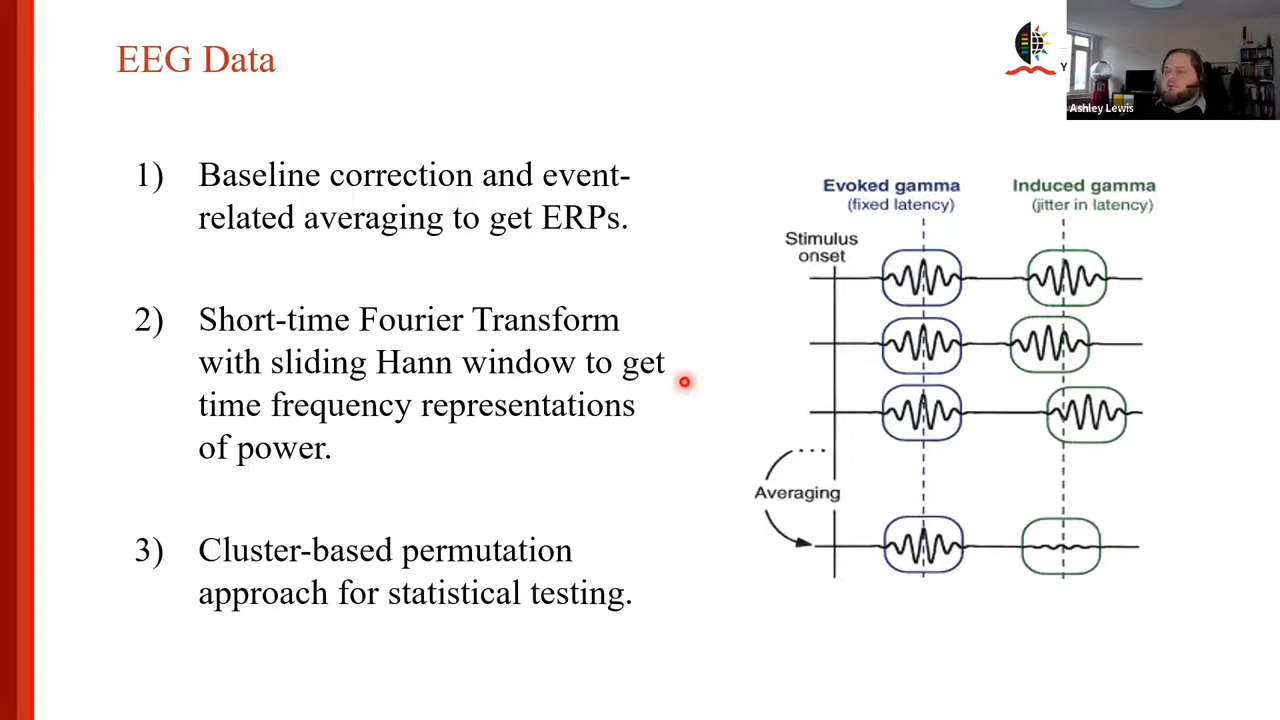 EEG Data
Y
Ashley Lewis
1) Baseline correction and event-
related averaging to get ERPs.
2) Short-time Fourier Transform
with sliding Hann window to get
time frequency representations
of power.
3) Cluster-based permutation
approach for statistical testing.
Evoked gamma
(fixed latency)
Induced gamma
(jitter in latency)
Stimulus
onset
Averaging